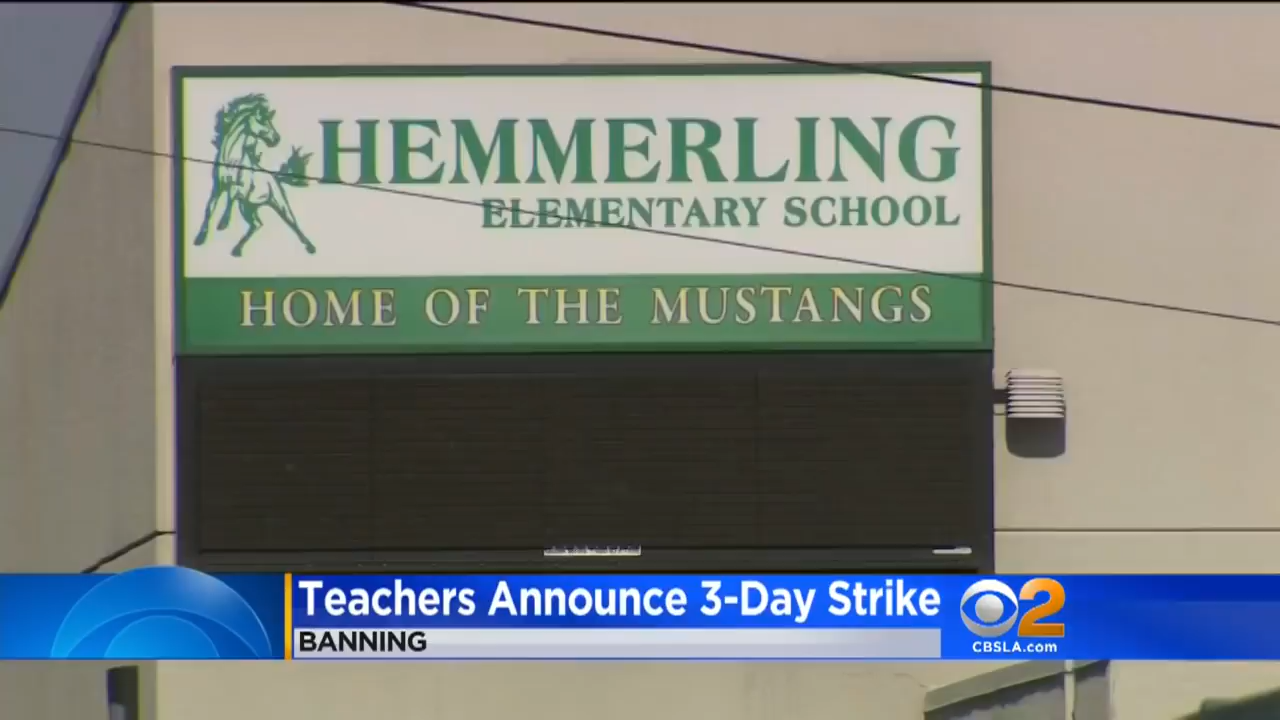 HEMMERLING
ELEMENTARY SCHOOL
HOME OF THE MUSTANGS
Teachers Announce 3-Day Strike
BANNING
2
CBSLA.com